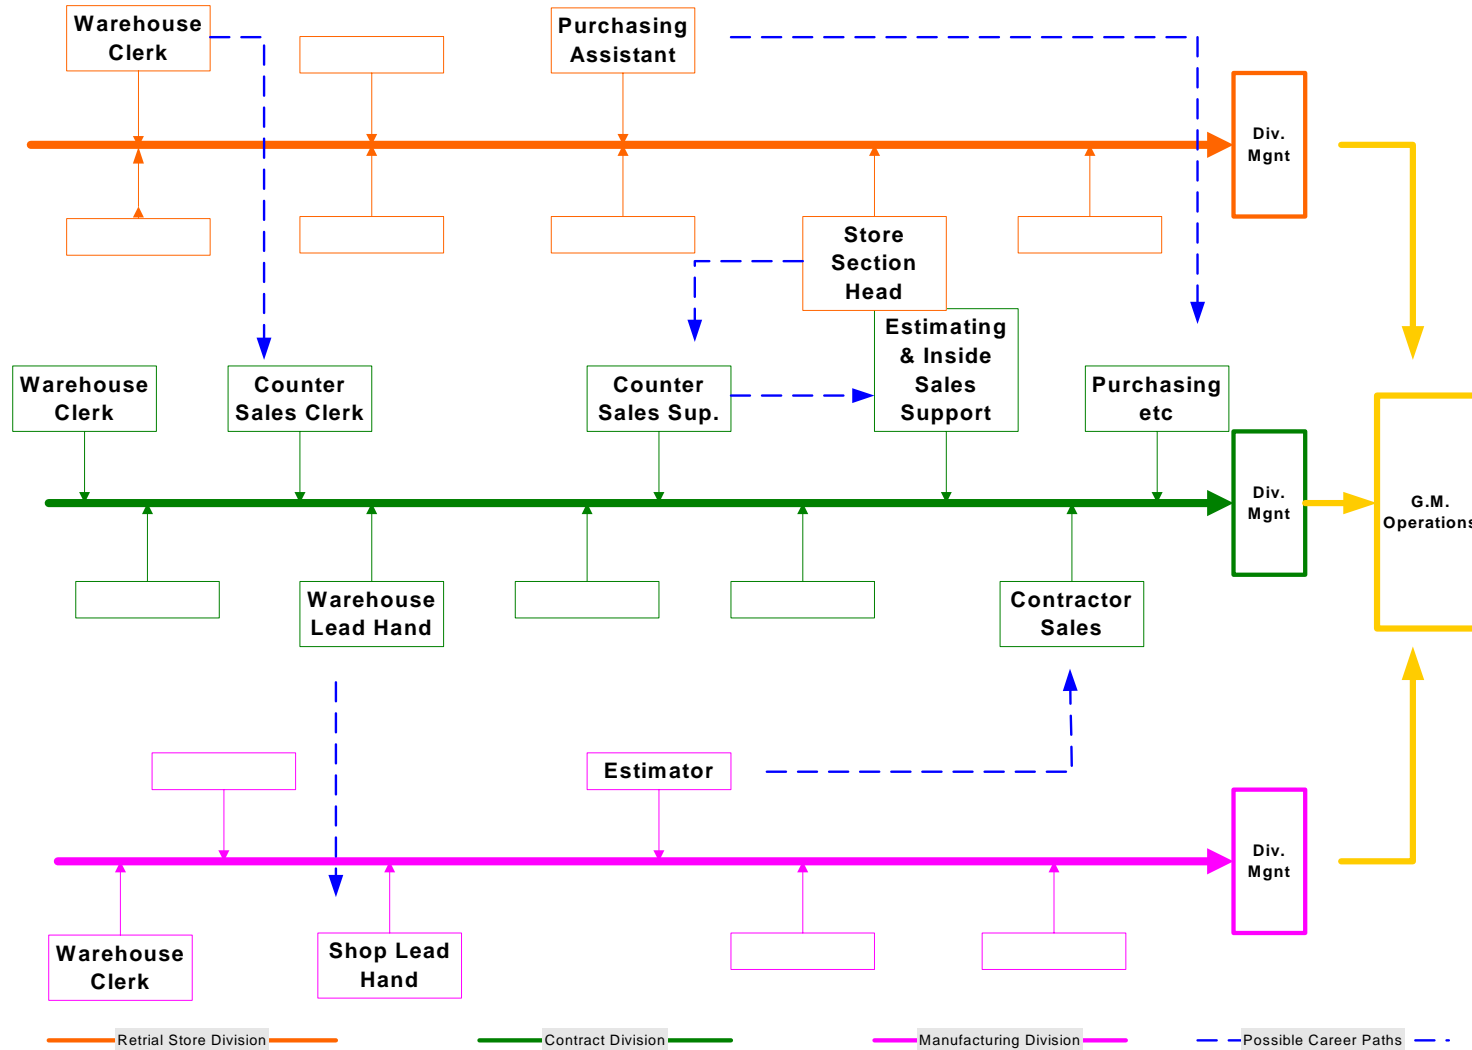 Warehouse
Clerk
Purchasing
Assistant
Div.
Mgnt
Store
Section
Head
Estimating
& Inside
Sales
Support
Warehouse
Clerk
Counter
Sales Clerk
Counter
Sales Sup.
Purchasing
etc
Div.
Mgnt
G.M.
Operations
Warehouse
Lead Hand
Contractor
Sales
Estimator
Div.
Mgnt
Warehouse
Clerk
Shop Lead
Hand
Retrial Store Division
Contract Division
Manufacturing Division
Possible Career Paths